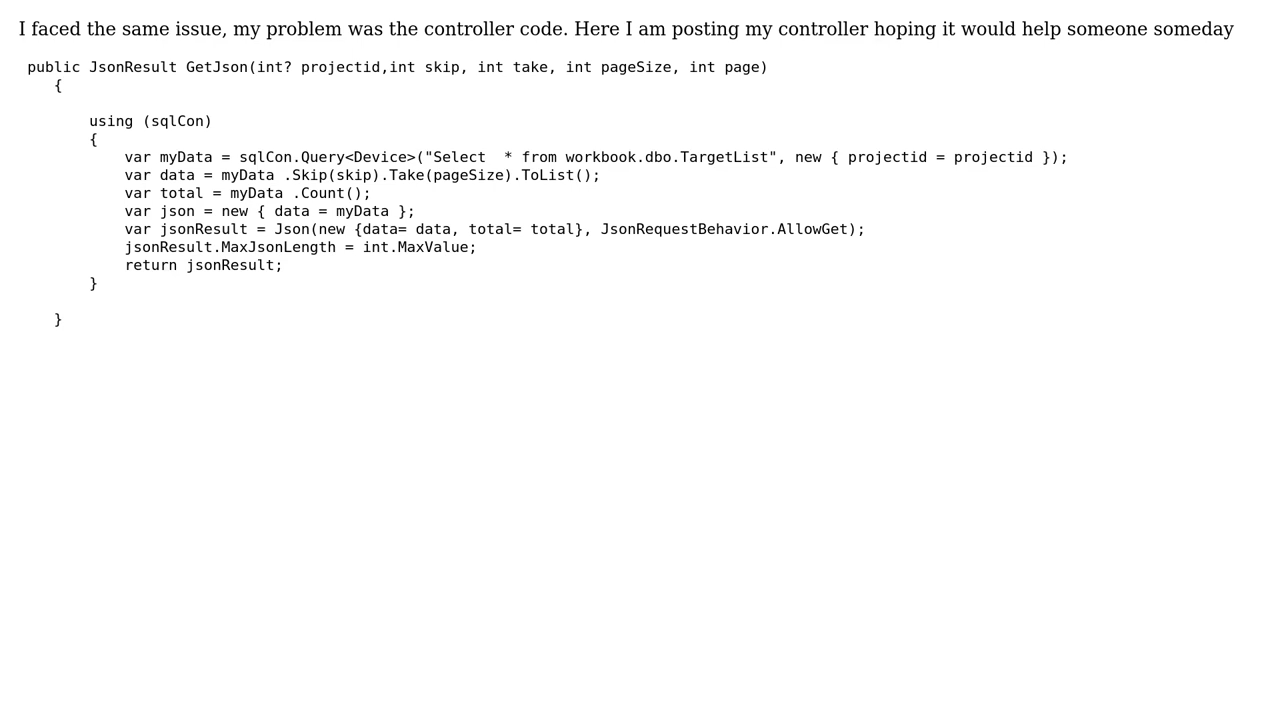 I faced the same issue, my problem was the controller code. Here I am posting my controller hoping it would help someone someday
public JsonResult GetJson(int? projectid,int skip, int take, int pageSize, int page)
    {

        using (sqlCon)
        {
            var myData = sqlCon.Query<Device>("Select  * from workbook.dbo.TargetList", new { projectid = projectid });
            var data = myData .Skip(skip).Take(pageSize).ToList();
            var total = myData .Count();
            var json = new { data = myData };
            var jsonResult = Json(new {data= data, total= total}, JsonRequestBehavior.AllowGet);
            jsonResult.MaxJsonLength = int.MaxValue;
            return jsonResult;
        }

    }